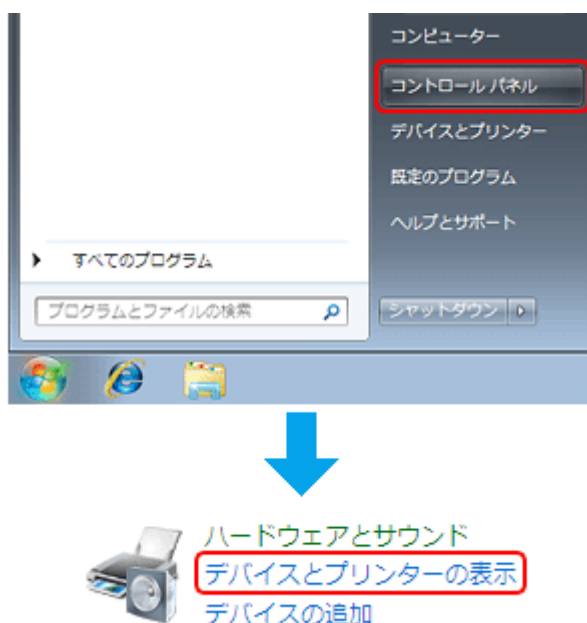 コンピューター
コントロール パネル
デバイスとプリンター
既定のプログラム
ヘルプとサポート
すべてのプログラム
プログラムとファイルの検索
シャットダウン
ハードウェアとサウンド
デバイスとプリンターの表示
デバイスの追加